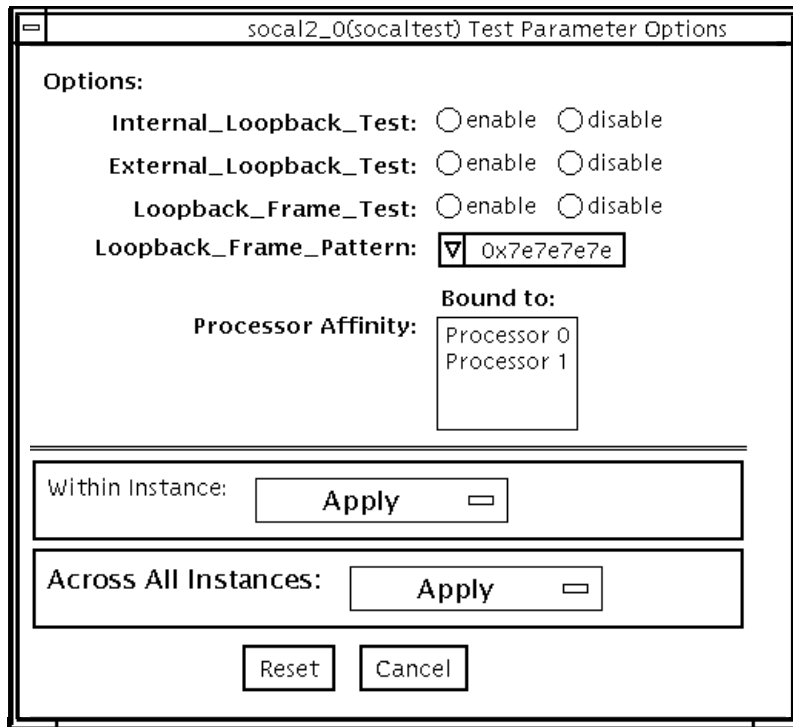 socal2_0(socaltest) Test Parameter Options
Options:
Internal_Loopback_Test: enable disable
External_Loopback_Test: enable disable
Loopback_Frame_Test: enable disable
Loopback_Frame_Pattern: 0x7e7e7e7e
Bound to:
Processor Affinity:
Processor 0
Processor 1
Within Instance: Apply
Across All Instances: Apply
Reset Cancel